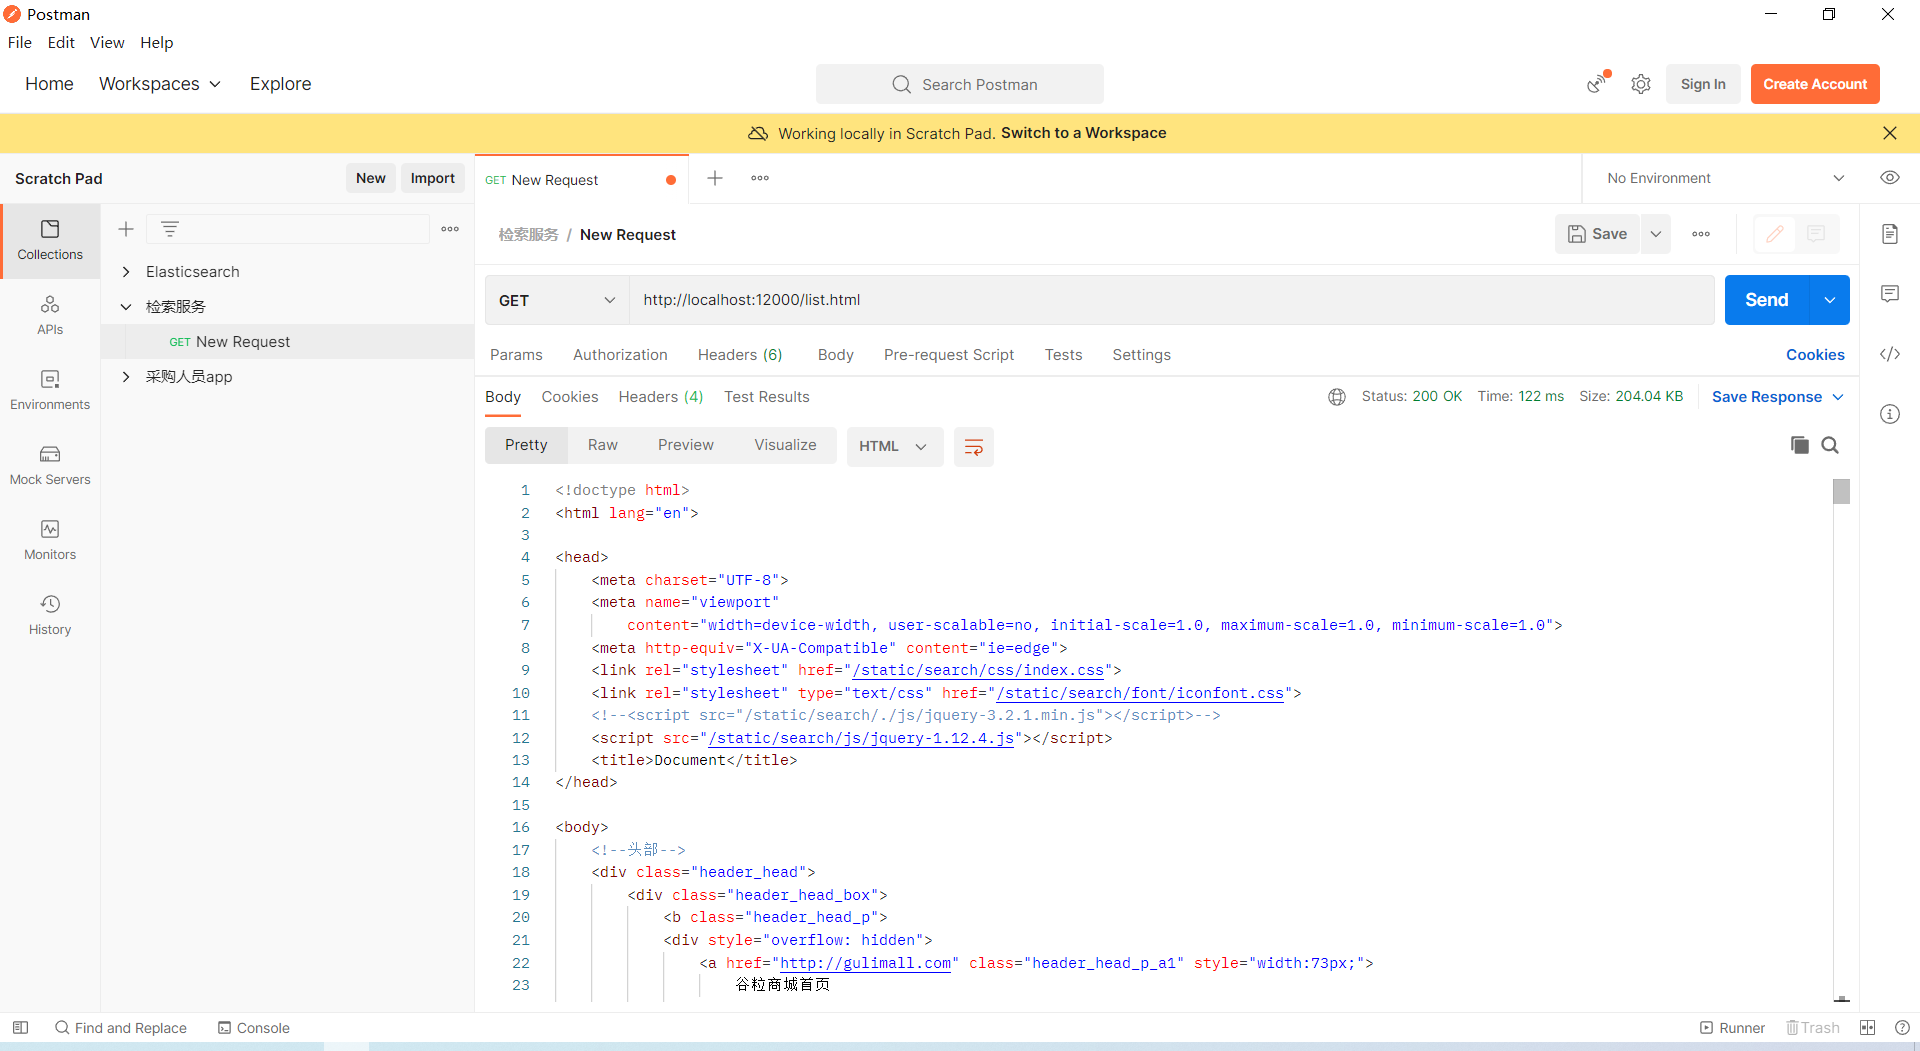 Postman
File Edit View Help
Home Workspaces Explore Search Postman Sign In Create Account
Working locally in Scratch Pad. Switch to a Workspace
Scratch Pad New Import GET New Request No Environment
Collections
APIs
Environments
Mock Servers
Monitors
History
Elasticsearch
检索服务
GET New Request
采购人员app
检索服务 / New Request Save
GET http://localhost:12000/list.html Send
Params Authorization Headers (6) Body Pre-request Script Tests Settings Cookies
Body Cookies Headers (4) Test Results Status: 200 OK Time: 122 ms Size: 204.04 KB Save Response
Pretty Raw Preview Visualize HTML
1 <!doctype html>
2 <html lang="en">
3
4 <head>
5 <meta charset="UTF-8">
6 <meta name="viewport"
7 content="width=device-width, user-scalable=no, initial-scale=1.0, maximum-scale=1.0, minimum-scale=1.0">
8 <meta http-equiv="X-UA-Compatible" content="ie=edge">
9 <link rel="stylesheet" href="/static/search/css/index.css">
10 <link rel="stylesheet" type="text/css" href="/static/search/font/iconfont.css">
11 <!--<script src="/static/search/./js/jquery-3.2.1.min.js"></script>-->
12 <script src="/static/search/js/jquery-1.12.4.js"></script>
13 <title>Document</title>
14 </head>
15
16 <body>
17 <!--头部-->
18 <div class="header_head">
19 <div class="header_head_box">
20 <b class="header_head_p">
21 <div style="overflow: hidden">
22 <a href="http://gulimall.com" class="header_head_p_a1" style="width:73px;">
23 谷粒商城首页
Find and Replace Console Runner Trash